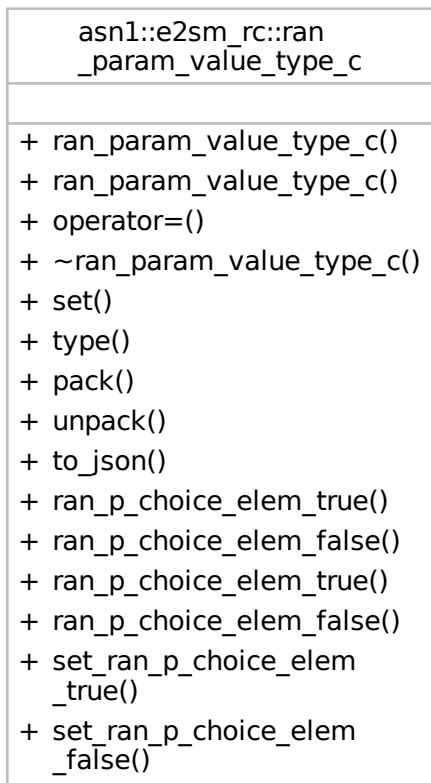 asn1::e2sm_rc::ran
_param_value_type_c
+ ran_param_value_type_c()
+ ran_param_value_type_c()
+ operator=()
+ ~ran_param_value_type_c()
+ set()
+ type()
+ pack()
+ unpack()
+ to_json()
+ ran_p_choice_elem_true()
+ ran_p_choice_elem_false()
+ ran_p_choice_elem_true()
+ ran_p_choice_elem_false()
+ set_ran_p_choice_elem
_true()
+ set_ran_p_choice_elem
_false()